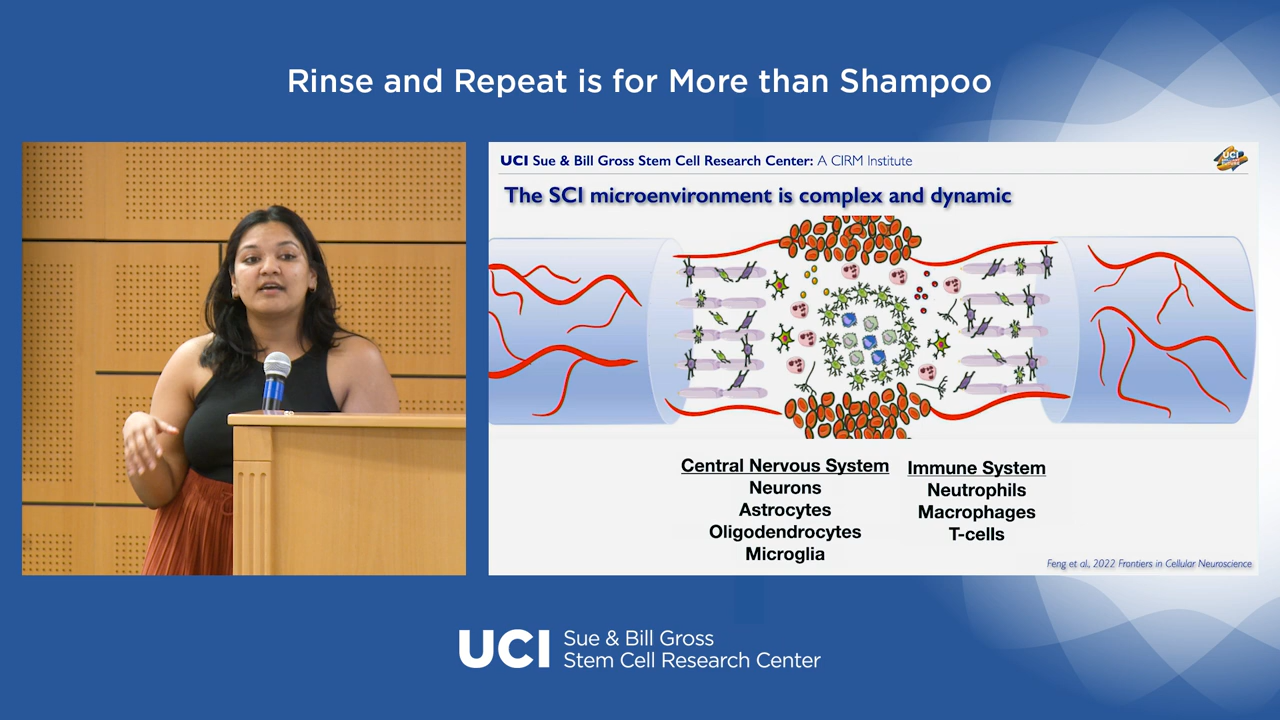 Rinse and Repeat is for More than Shampoo
UCI Sue & Bill Gross Stem Cell Research Center: A CIRM Institute
UCI
The SCI microenvironment is complex and dynamic
Central Nervous System
Neurons
Astrocytes
Oligodendrocytes
Microglia
Immune System
Neutrophils
Macrophages
T-cells
Feng et al., 2022 Frontiers in Cellular Neuroscience
UCI
Sue & Bill Gross
Stem Cell Research Center